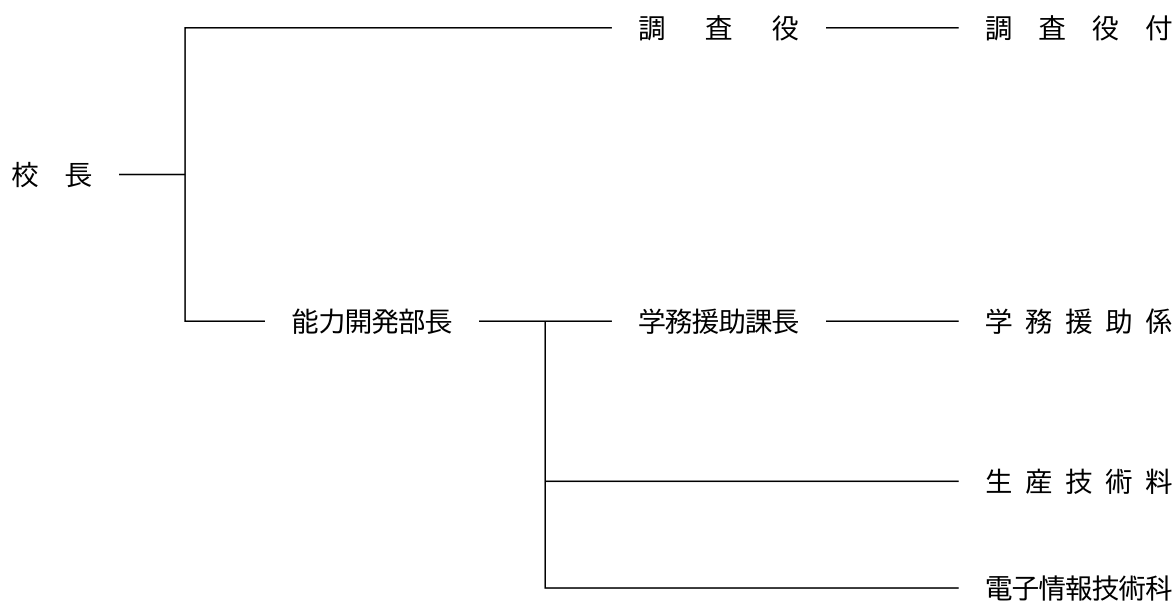 調査役
調査役付
校長
能力開発部長
学務援助課長
学務援助係
生産技術料
電子情報技術科